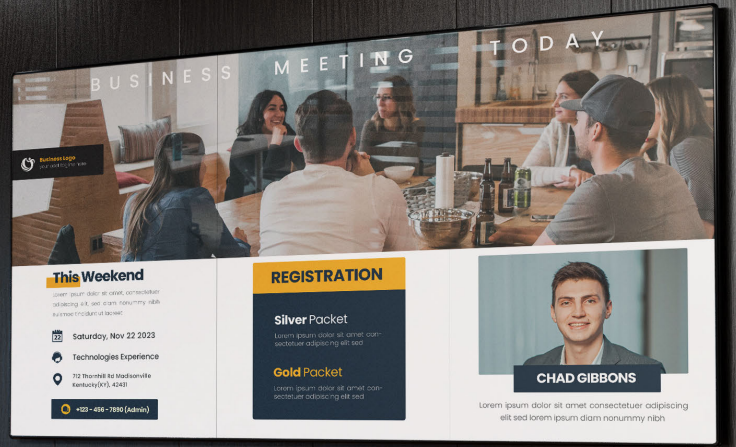 BUSINESS MEETING TODAY
Business Logo
This Weekend
Lorem ipsum dolor sit amet, consectetuer
adipiscing elit, sed diam nonummy nibh
euismod tincidunt ut laoreet
22
Saturday, Nov 22 2023
Technologies Experience
712 Thornhill Rd Madisonville
Kentucky(KY), 42431
+123 - 456 - 7890 (Admin)
REGISTRATION
Silver Packet
Lorem ipsum dolor sit amet con-
sectetuer adipiscing elit sed
Gold Packet
Lorem ipsum dolor sit amet con-
sectetuer adipiscing elit sed
CHAD GIBBONS
Lorem ipsum dolor sit amet, consectetuer adipiscing
elit sed lorem ipsum dolor sit amet nibh